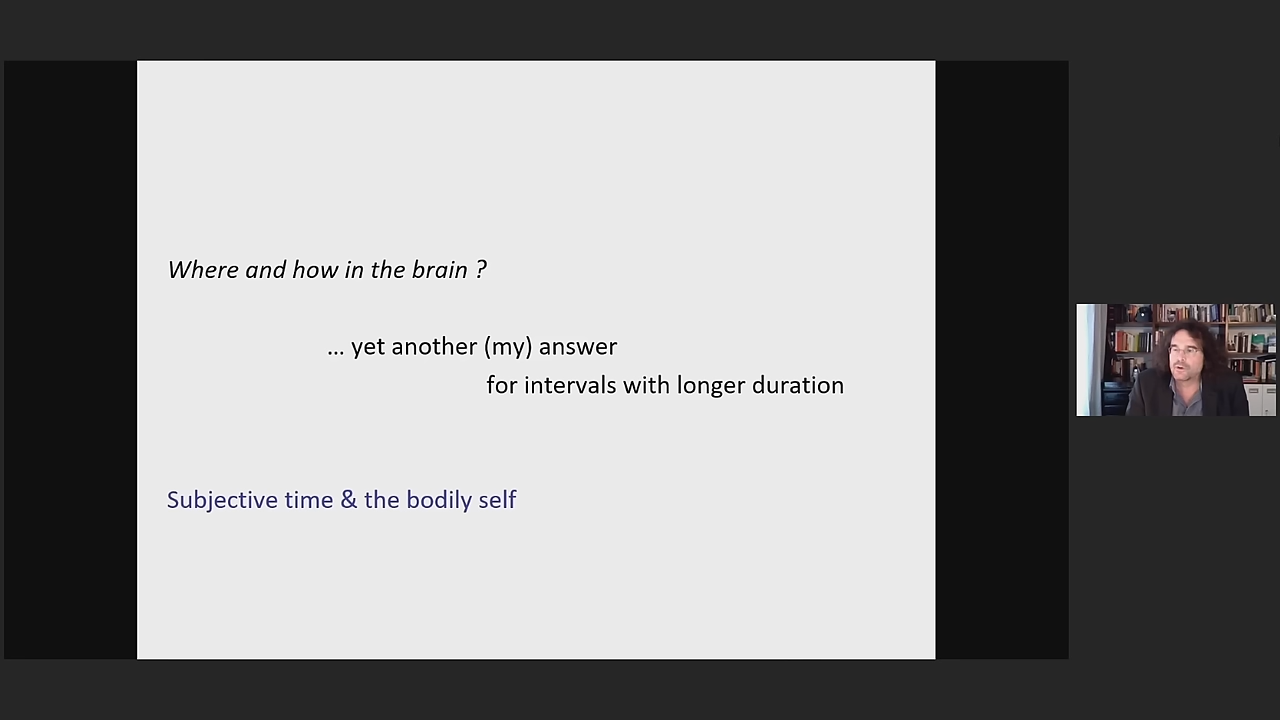 Where and how in the brain ?
... yet another (my) answer
for intervals with longer duration
Subjective time & the bodily self